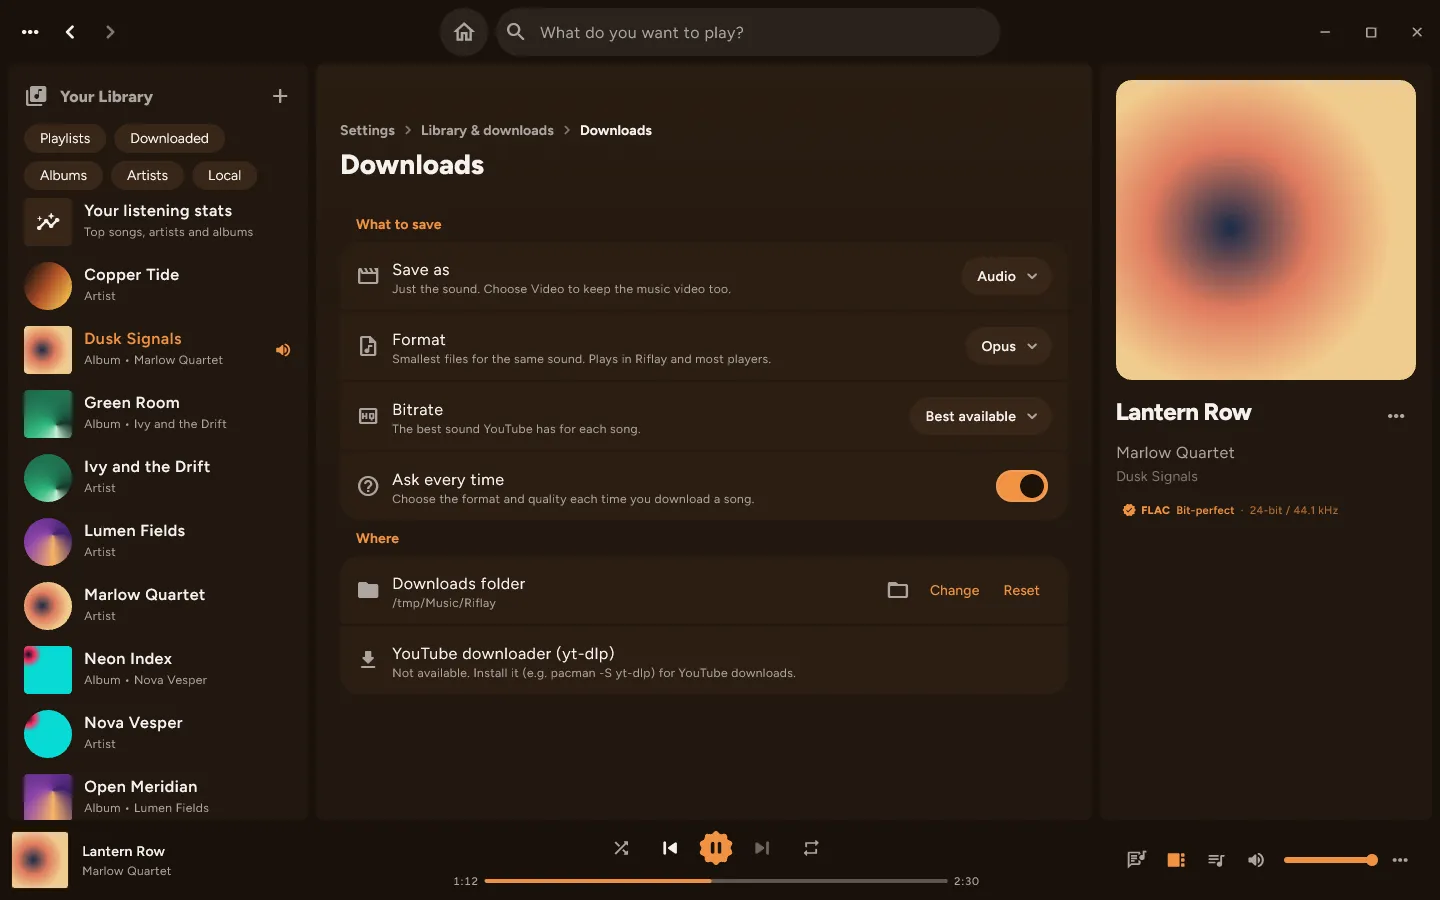 What do you want to play?
Your Library
Playlists
Downloaded
Albums
Artists
Local
Your listening stats
Top songs, artists and albums
Copper Tide
Artist
Dusk Signals
Album • Marlow Quartet
Green Room
Album • Ivy and the Drift
Ivy and the Drift
Artist
Lumen Fields
Artist
Marlow Quartet
Artist
Neon Index
Album • Nova Vesper
Nova Vesper
Artist
Open Meridian
Album • Lumen Fields
Settings > Library & downloads > Downloads
Downloads
What to save
Save as
Just the sound. Choose Video to keep the music video too.
Audio
Format
Smallest files for the same sound. Plays in Riflay and most players.
Opus
HQ
Bitrate
The best sound YouTube has for each song.
Best available
Ask every time
Choose the format and quality each time you download a song.
Where
Downloads folder
/tmp/Music/Riflay
Change
Reset
YouTube downloader (yt-dlp)
Not available. Install it (e.g. pacman -S yt-dlp) for YouTube downloads.
Lantern Row
Marlow Quartet
Dusk Signals
FLAC Bit-perfect · 24-bit / 44.1 kHz
Lantern Row
Marlow Quartet
1:12
2:30